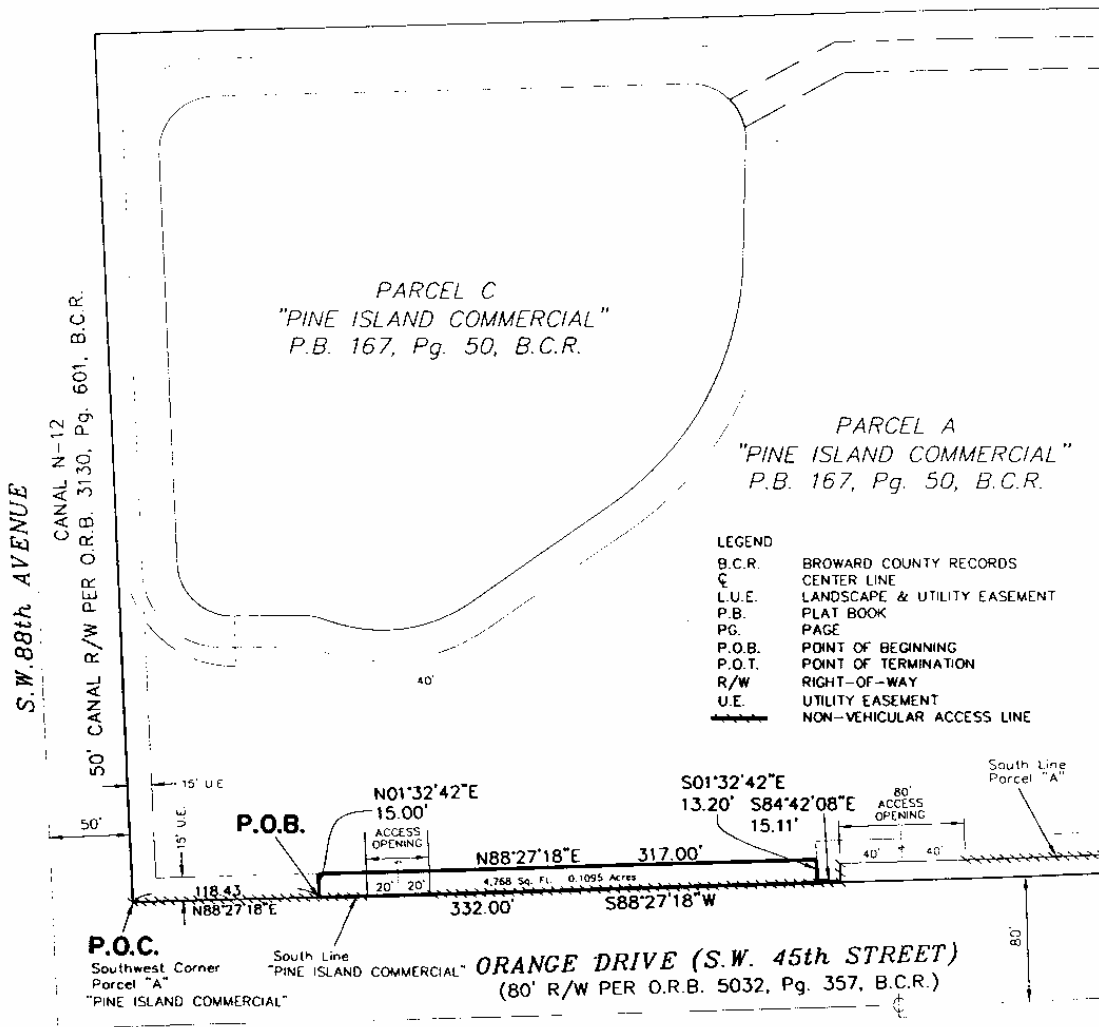 PARCEL C
"PINE ISLAND COMMERCIAL"
P.B. 167, Pg. 50, B.C.R.
PARCEL A
"PINE ISLAND COMMERCIAL"
P.B. 167, Pg. 50, B.C.R.
S.W. 88th AVENUE
CANAL N-12
50' CANAL R/W PER O.R.B. 3130, Pg. 601, B.C.R.
LEGEND
B.C.R. BROWARD COUNTY RECORDS
℄ CENTER LINE
L.U.E. LANDSCAPE & UTILITY EASEMENT
P.B. PLAT BOOK
PG. PAGE
P.O.B. POINT OF BEGINNING
P.O.T. POINT OF TERMINATION
R/W RIGHT-OF-WAY
U.E. UTILITY EASEMENT
NON-VEHICULAR ACCESS LINE
40'
15' U.E
15' U.E.
50'
P.O.B.
N01°32'42"E
15.00'
ACCESS
OPENING
20' 20'
N88°27'18"E 317.00'
4,768 Sq. Ft. 0.1095 Acres
S01°32'42"E
13.20'
S84°42'08"E
15.11'
80'
ACCESS
OPENING
40' 40'
South Line
Parcel "A"
118.43
N88°27'18"E
332.00'
S88°27'18"W
P.O.C.
Southwest Corner
Parcel "A"
"PINE ISLAND COMMERCIAL"
South Line
"PINE ISLAND COMMERCIAL"
ORANGE DRIVE (S.W. 45th STREET)
(80' R/W PER O.R.B. 5032, Pg. 357, B.C.R.)
80'
℄